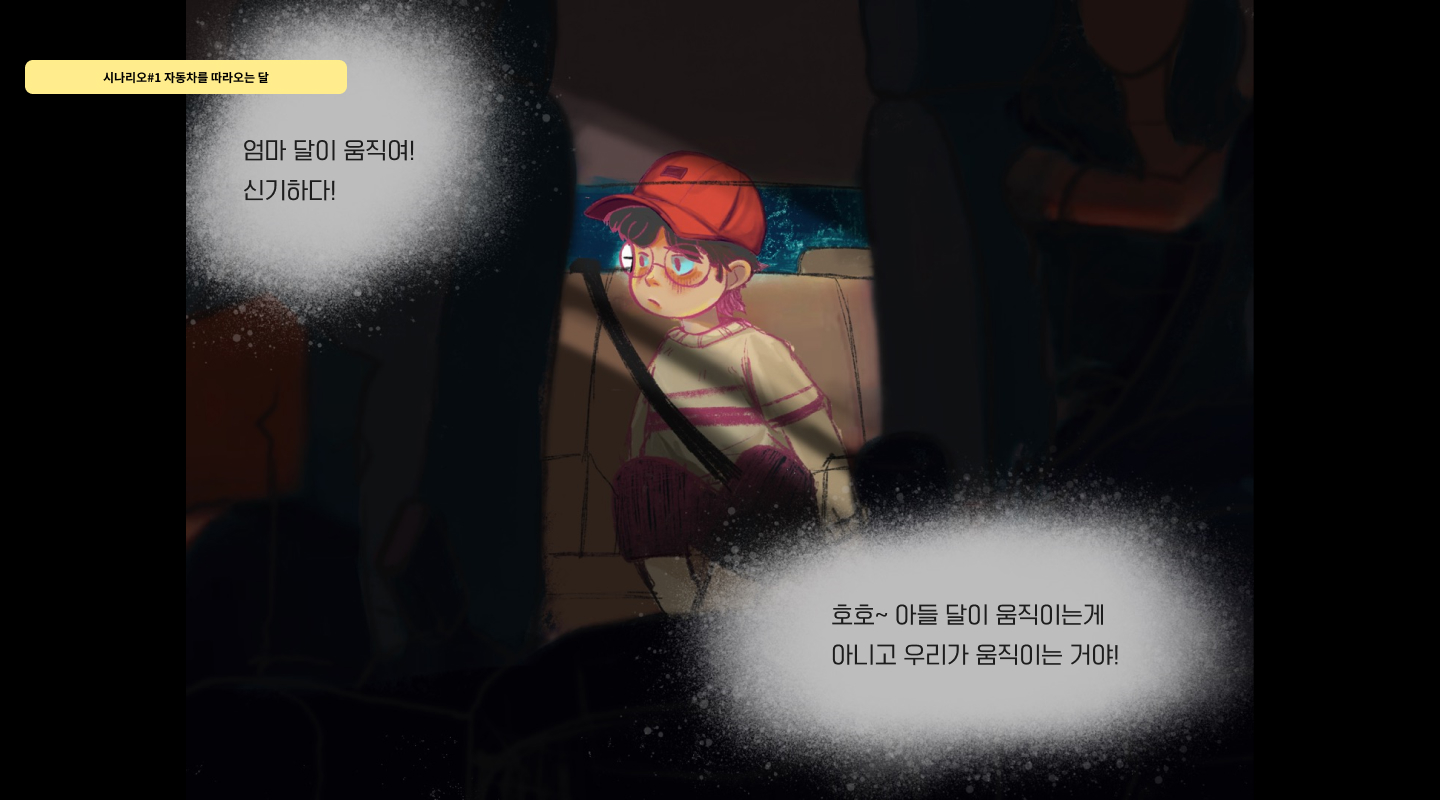 시나리오#1 자동차를 따라오는 달
엄마 달이 움직여!
신기하다!
호호~ 아들 달이 움직이는게
아니고 우리가 움직이는 거야!